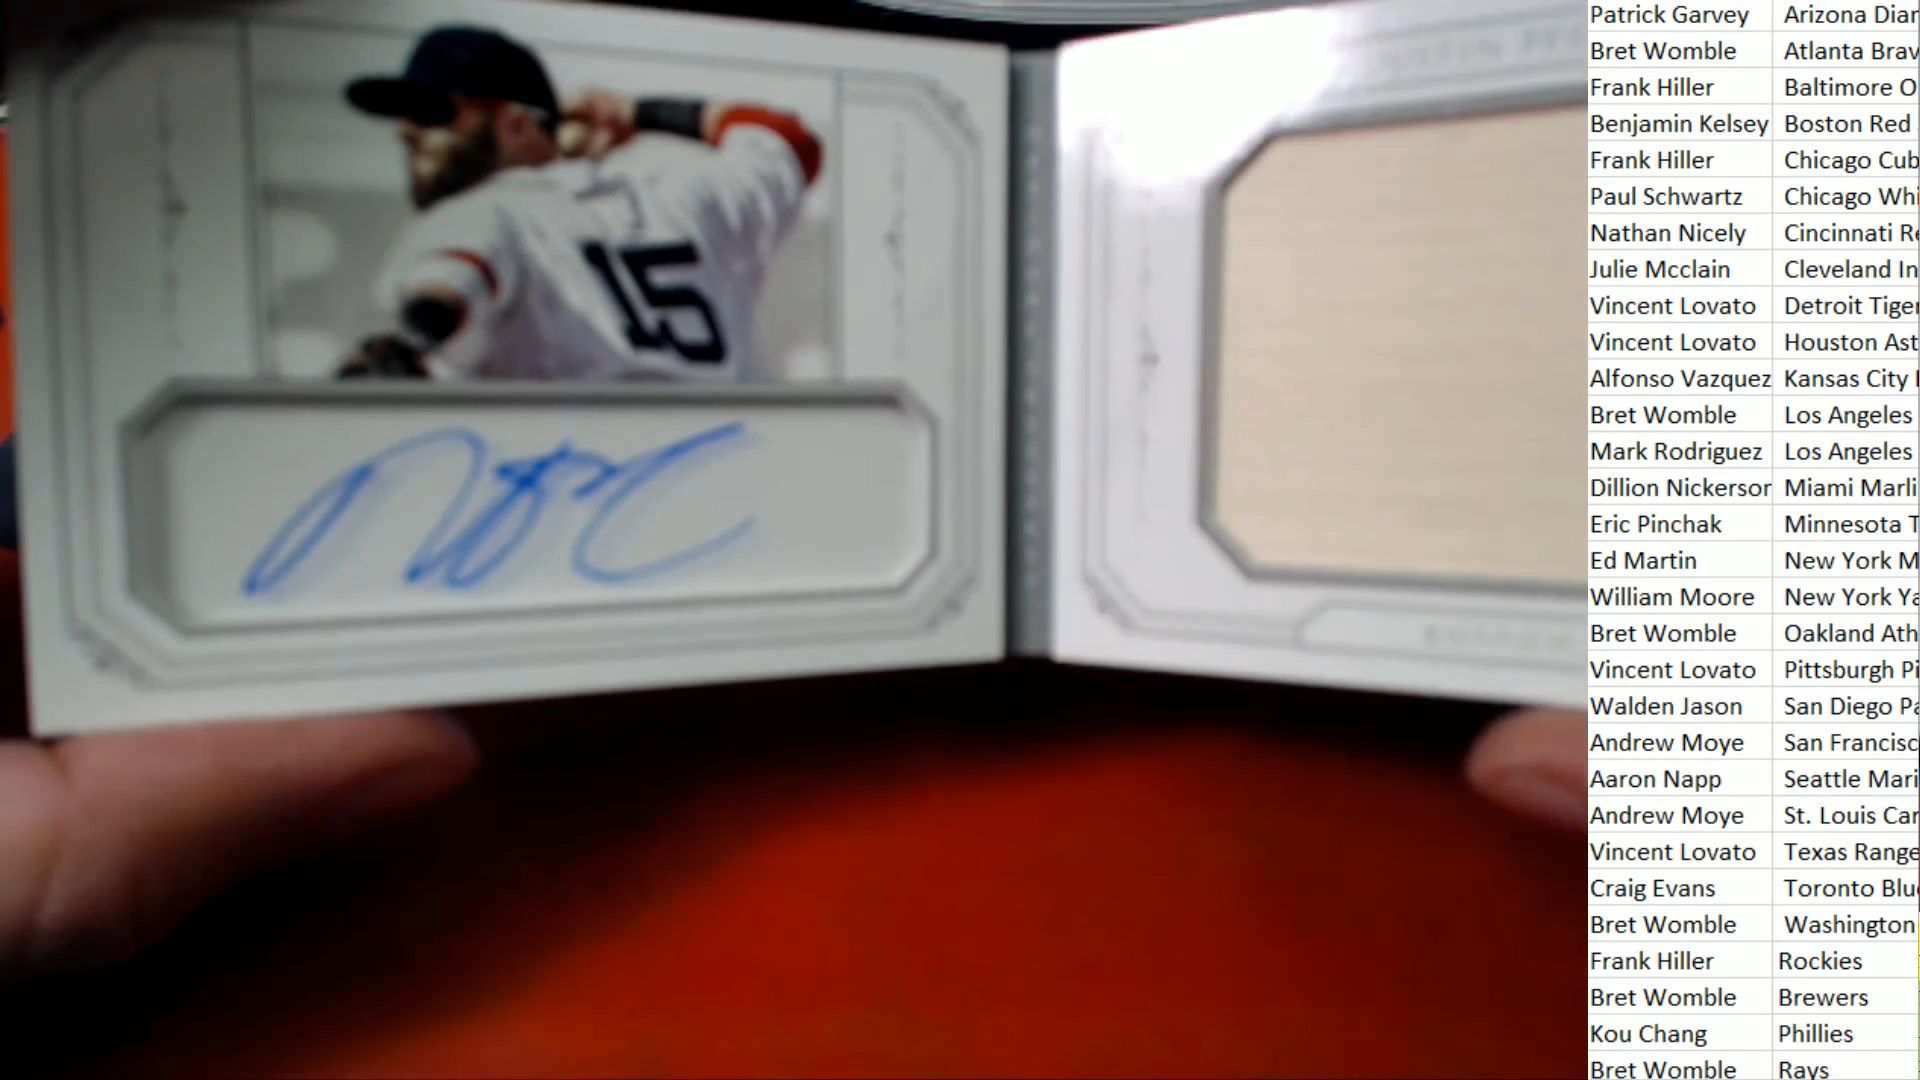 15
Patrick Garvey Arizona Diar
Bret Womble Atlanta Brav
Frank Hiller Baltimore O
Benjamin Kelsey Boston Red
Frank Hiller Chicago Cub
Paul Schwartz Chicago Whi
Nathan Nicely Cincinnati Re
Julie Mcclain Cleveland In
Vincent Lovato Detroit Tiger
Vincent Lovato Houston Ast
Alfonso Vazquez Kansas City
Bret Womble Los Angeles
Mark Rodriguez Los Angeles
Dillion Nickerson Miami Marli
Eric Pinchak Minnesota T
Ed Martin New York M
William Moore New York Ya
Bret Womble Oakland Ath
Vincent Lovato Pittsburgh Pi
Walden Jason San Diego Pa
Andrew Moye San Francisc
Aaron Napp Seattle Mari
Andrew Moye St. Louis Car
Vincent Lovato Texas Range
Craig Evans Toronto Blue
Bret Womble Washington
Frank Hiller Rockies
Bret Womble Brewers
Kou Chang Phillies
Bret Womble Rays